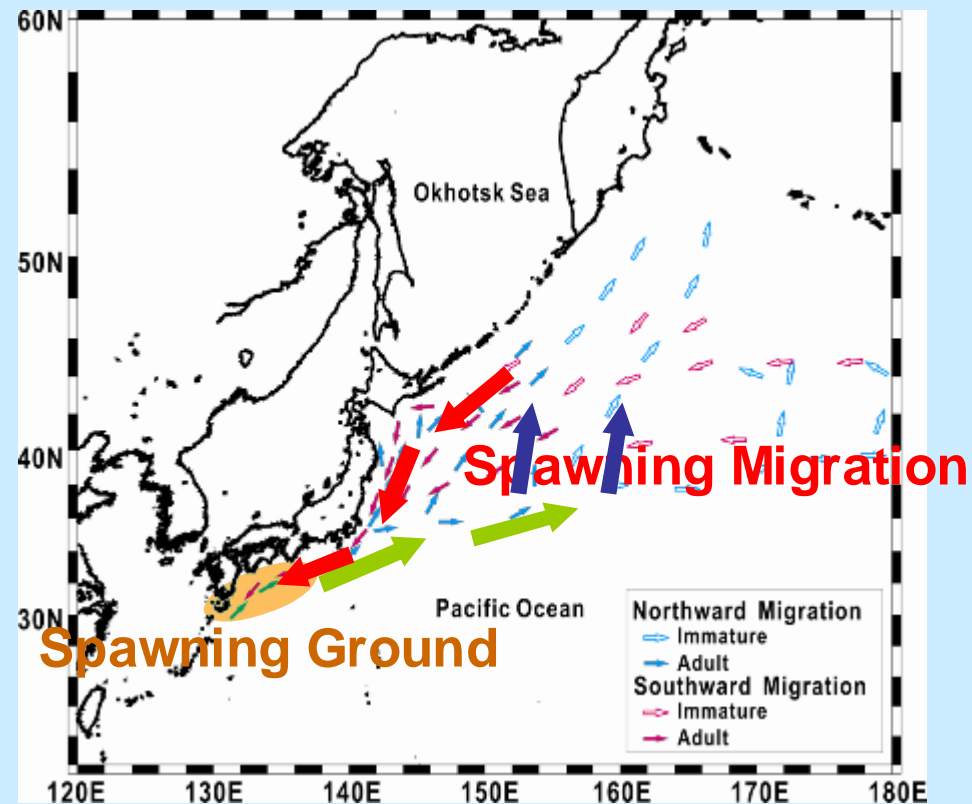 60N
Okhotsk Sea
50N
40N
Spawning Migration
30N
Pacific Ocean
Spawning Ground
Northward Migration
Immature
Adult
Southward Migration
Immature
Adult
120E 130E 140E 150E 160E 170E 180E